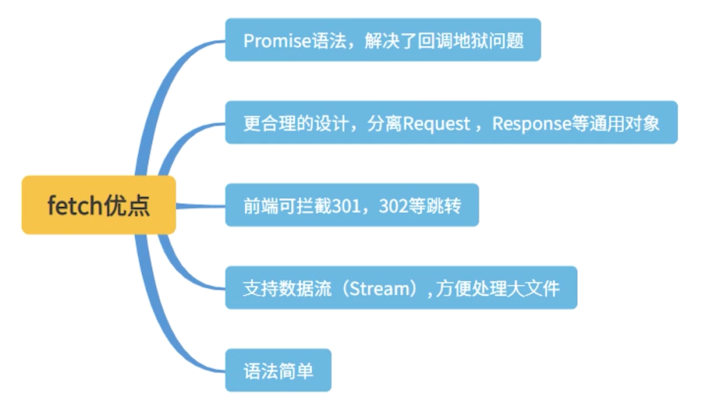 Promise语法，解决了回调地狱问题
更合理的设计，分离Request ，Response等通用对象
fetch优点
前端可拦截301，302等跳转
支持数据流（Stream）, 方便处理大文件
语法简单